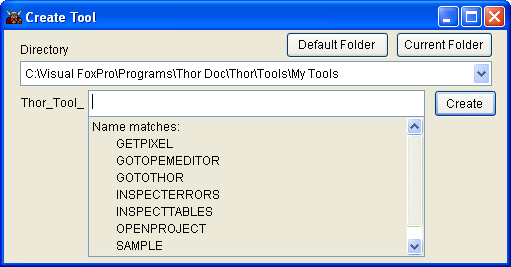 Create Tool
Directory
Default Folder
Current Folder
C:\Visual FoxPro\Programs\Thor Doc\Thor\Tools\My Tools
Thor_Tool_
Create
Name matches:
GETPIXEL
GOTOPEMEDITOR
GOTOTHOR
INSPECTERRORS
INSPECTTABLES
OPENPROJECT
SAMPLE